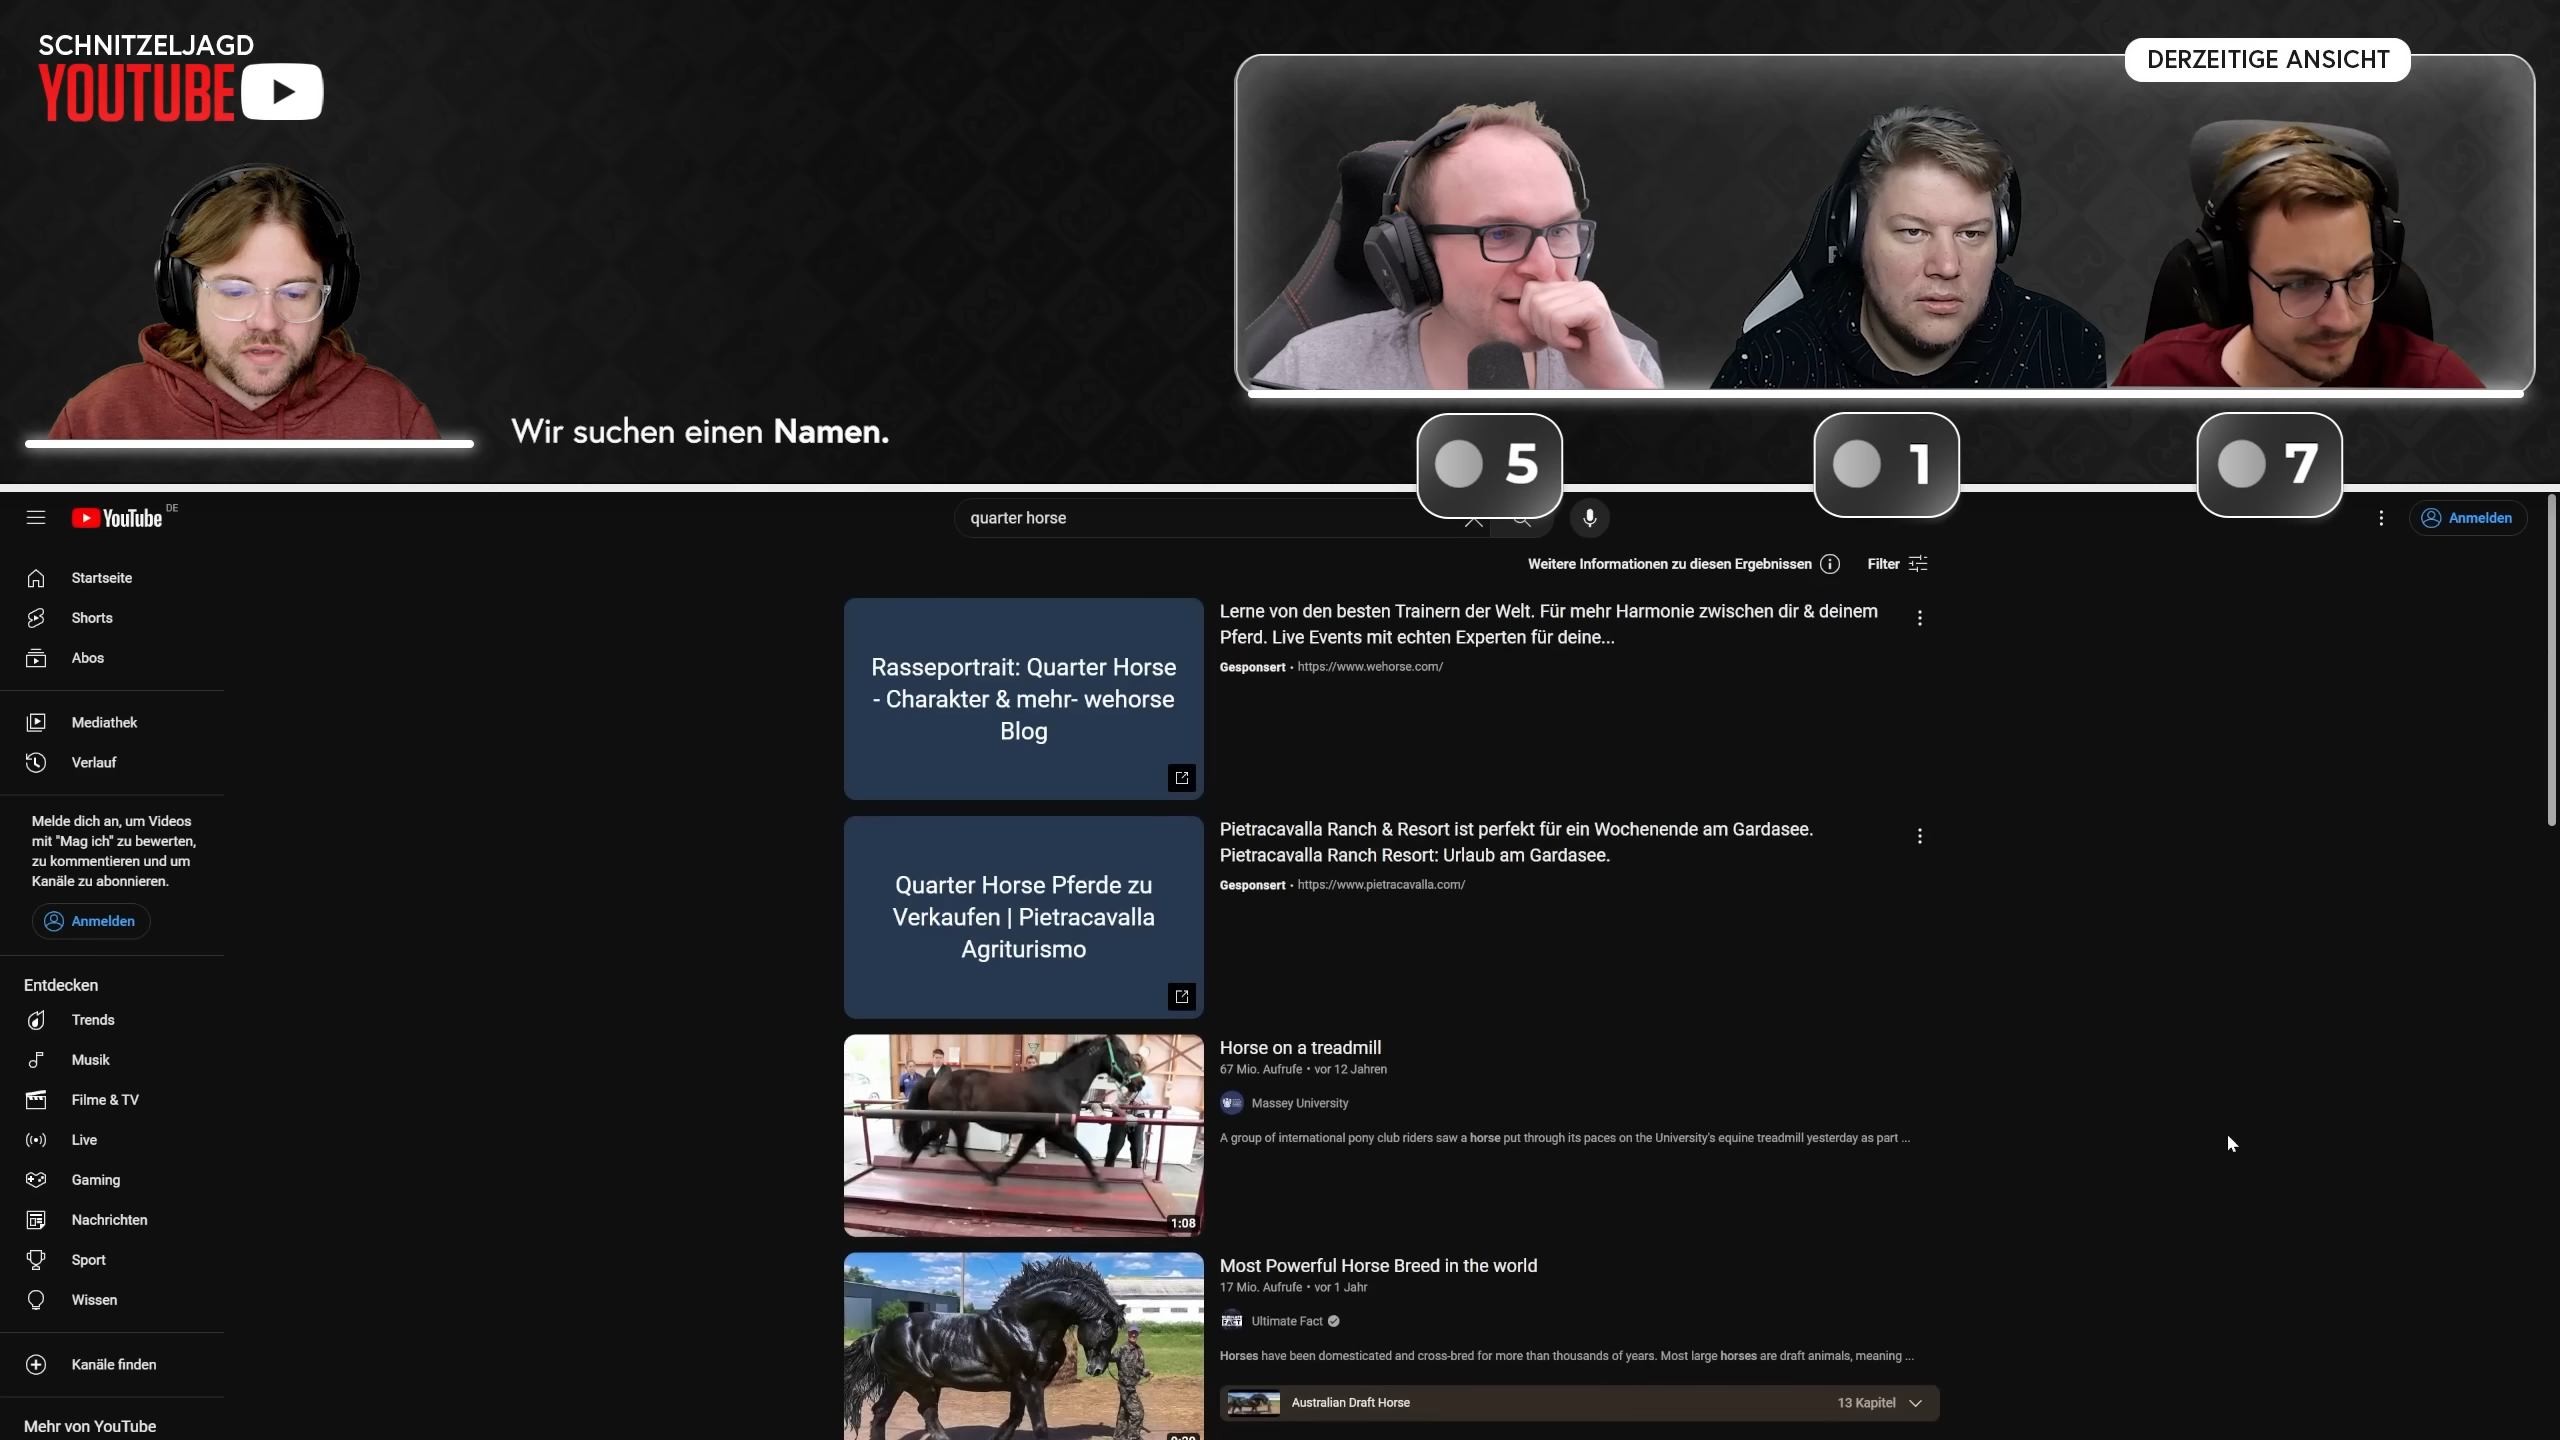 SCHNITZELJAGD
YOUTUBE
DERZEITIGE ANSICHT
Wir suchen einen Namen.
5
1
7
YouTube DE
quarter horse
Anmelden
Startseite
Shorts
Abos
Mediathek
Verlauf
Melde dich an, um Videos
mit "Mag ich" zu bewerten,
zu kommentieren und um
Kanäle zu abonnieren.
Anmelden
Entdecken
Trends
Musik
Filme & TV
Live
Gaming
Nachrichten
Sport
Wissen
Kanäle finden
Mehr von YouTube
Weitere Informationen zu diesen Ergebnissen
Filter
Rasseportrait: Quarter Horse
- Charakter & mehr- wehorse
Blog
Lerne von den besten Trainern der Welt. Für mehr Harmonie zwischen dir & deinem
Pferd. Live Events mit echten Experten für deine...
Gesponsert • https://www.wehorse.com/
Quarter Horse Pferde zu
Verkaufen | Pietracavalla
Agriturismo
Pietracavalla Ranch & Resort ist perfekt für ein Wochenende am Gardasee.
Pietracavalla Ranch Resort: Urlaub am Gardasee.
Gesponsert • https://www.pietracavalla.com/
1:08
Horse on a treadmill
67 Mio. Aufrufe • vor 12 Jahren
Massey University
A group of international pony club riders saw a horse put through its paces on the University's equine treadmill yesterday as part ...
Most Powerful Horse Breed in the world
17 Mio. Aufrufe • vor 1 Jahr
Ultimate Fact
Horses have been domesticated and cross-bred for more than thousands of years. Most large horses are draft animals, meaning ...
Australian Draft Horse
13 Kapitel